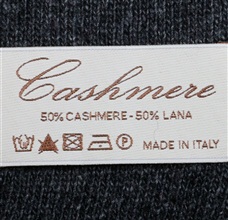 Cashmere
50% CASHMERE - 50% LANA
P MADE IN ITALY